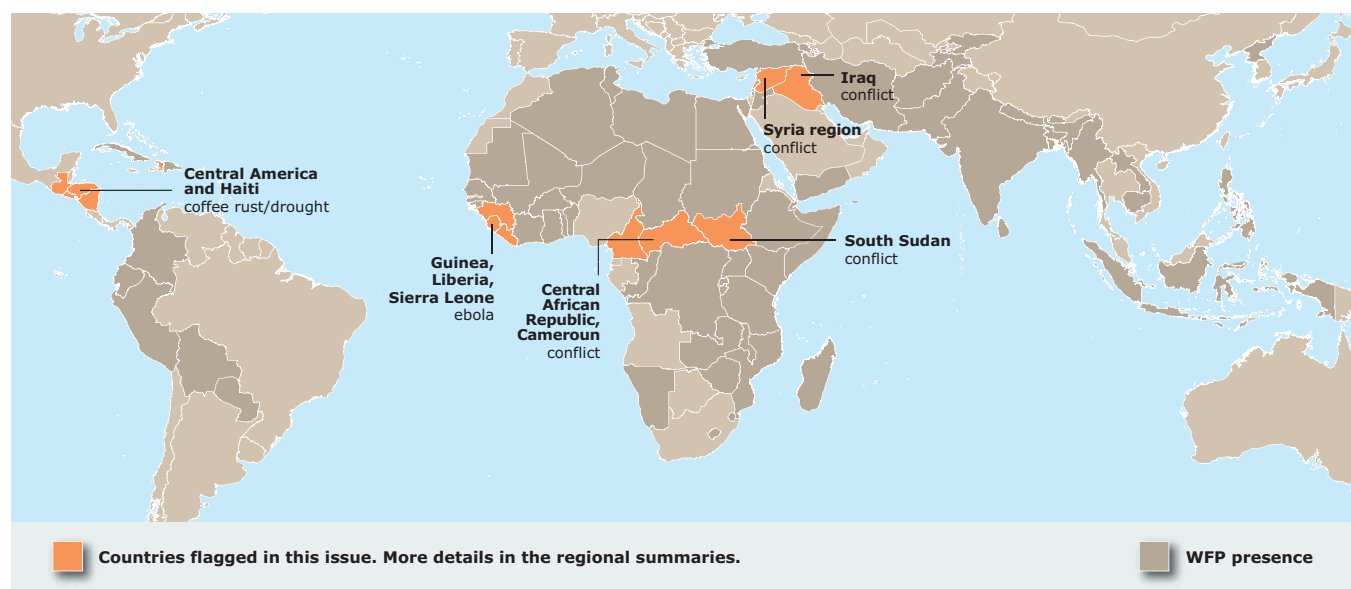 Iraq
conflict
Syria region
conflict
Central America
and Haiti
coffee rust/drought
South Sudan
conflict
Guinea,
Liberia,
Sierra Leone
ebola
Central
African
Republic,
Cameroun
conflict
Countries flagged in this issue. More details in the regional summaries.
WFP presence